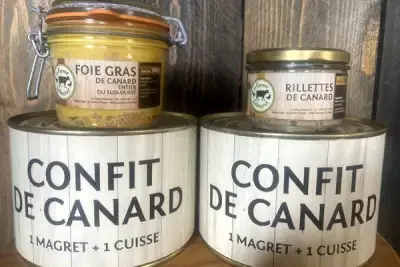 FOIE GRAS
DE CANARD
ENTIER
DU SUD-OUEST
RILLETTES
DE CANARD
CONFIT
DE CANARD
1 MAGRET + 1 CUISSE
CONFIT
DE CANARD
1 MAGRET + 1 CUISSE